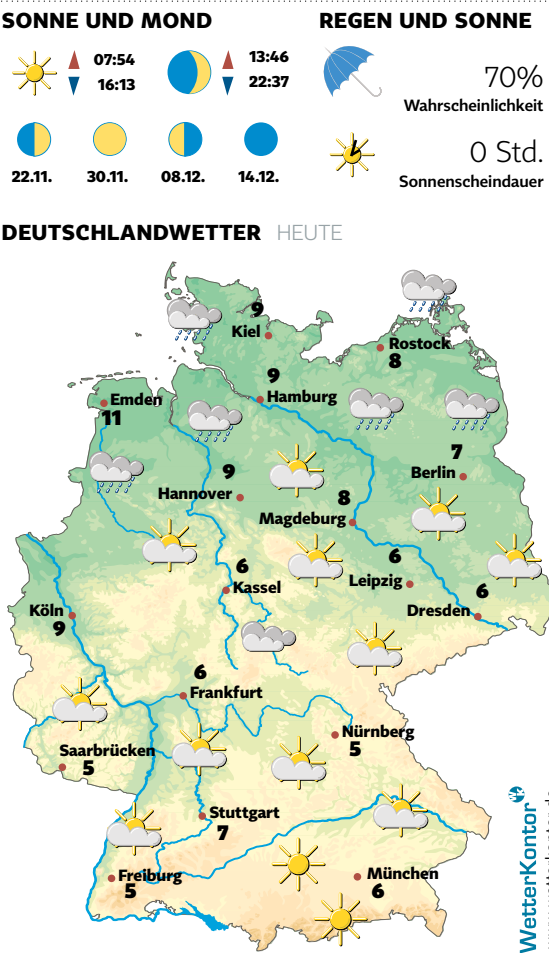 SONNE UND MOND
07:54
16:13
13:46
22:37
22.11.
30.11.
08.12.
14.12.
REGEN UND SONNE
70%
Wahrscheinlichkeit
0 Std.
Sonnenscheindauer
DEUTSCHLANDWETTER HEUTE
9
Kiel
Rostock
8
9
Hamburg
Emden
11
7
Berlin
9
Hannover
8
Magdeburg
6
Leipzig
6
Dresden
6
Kassel
Köln
9
6
Frankfurt
Nürnberg
5
Saarbrücken
5
Stuttgart
7
Freiburg
5
München
6
WetterKontor